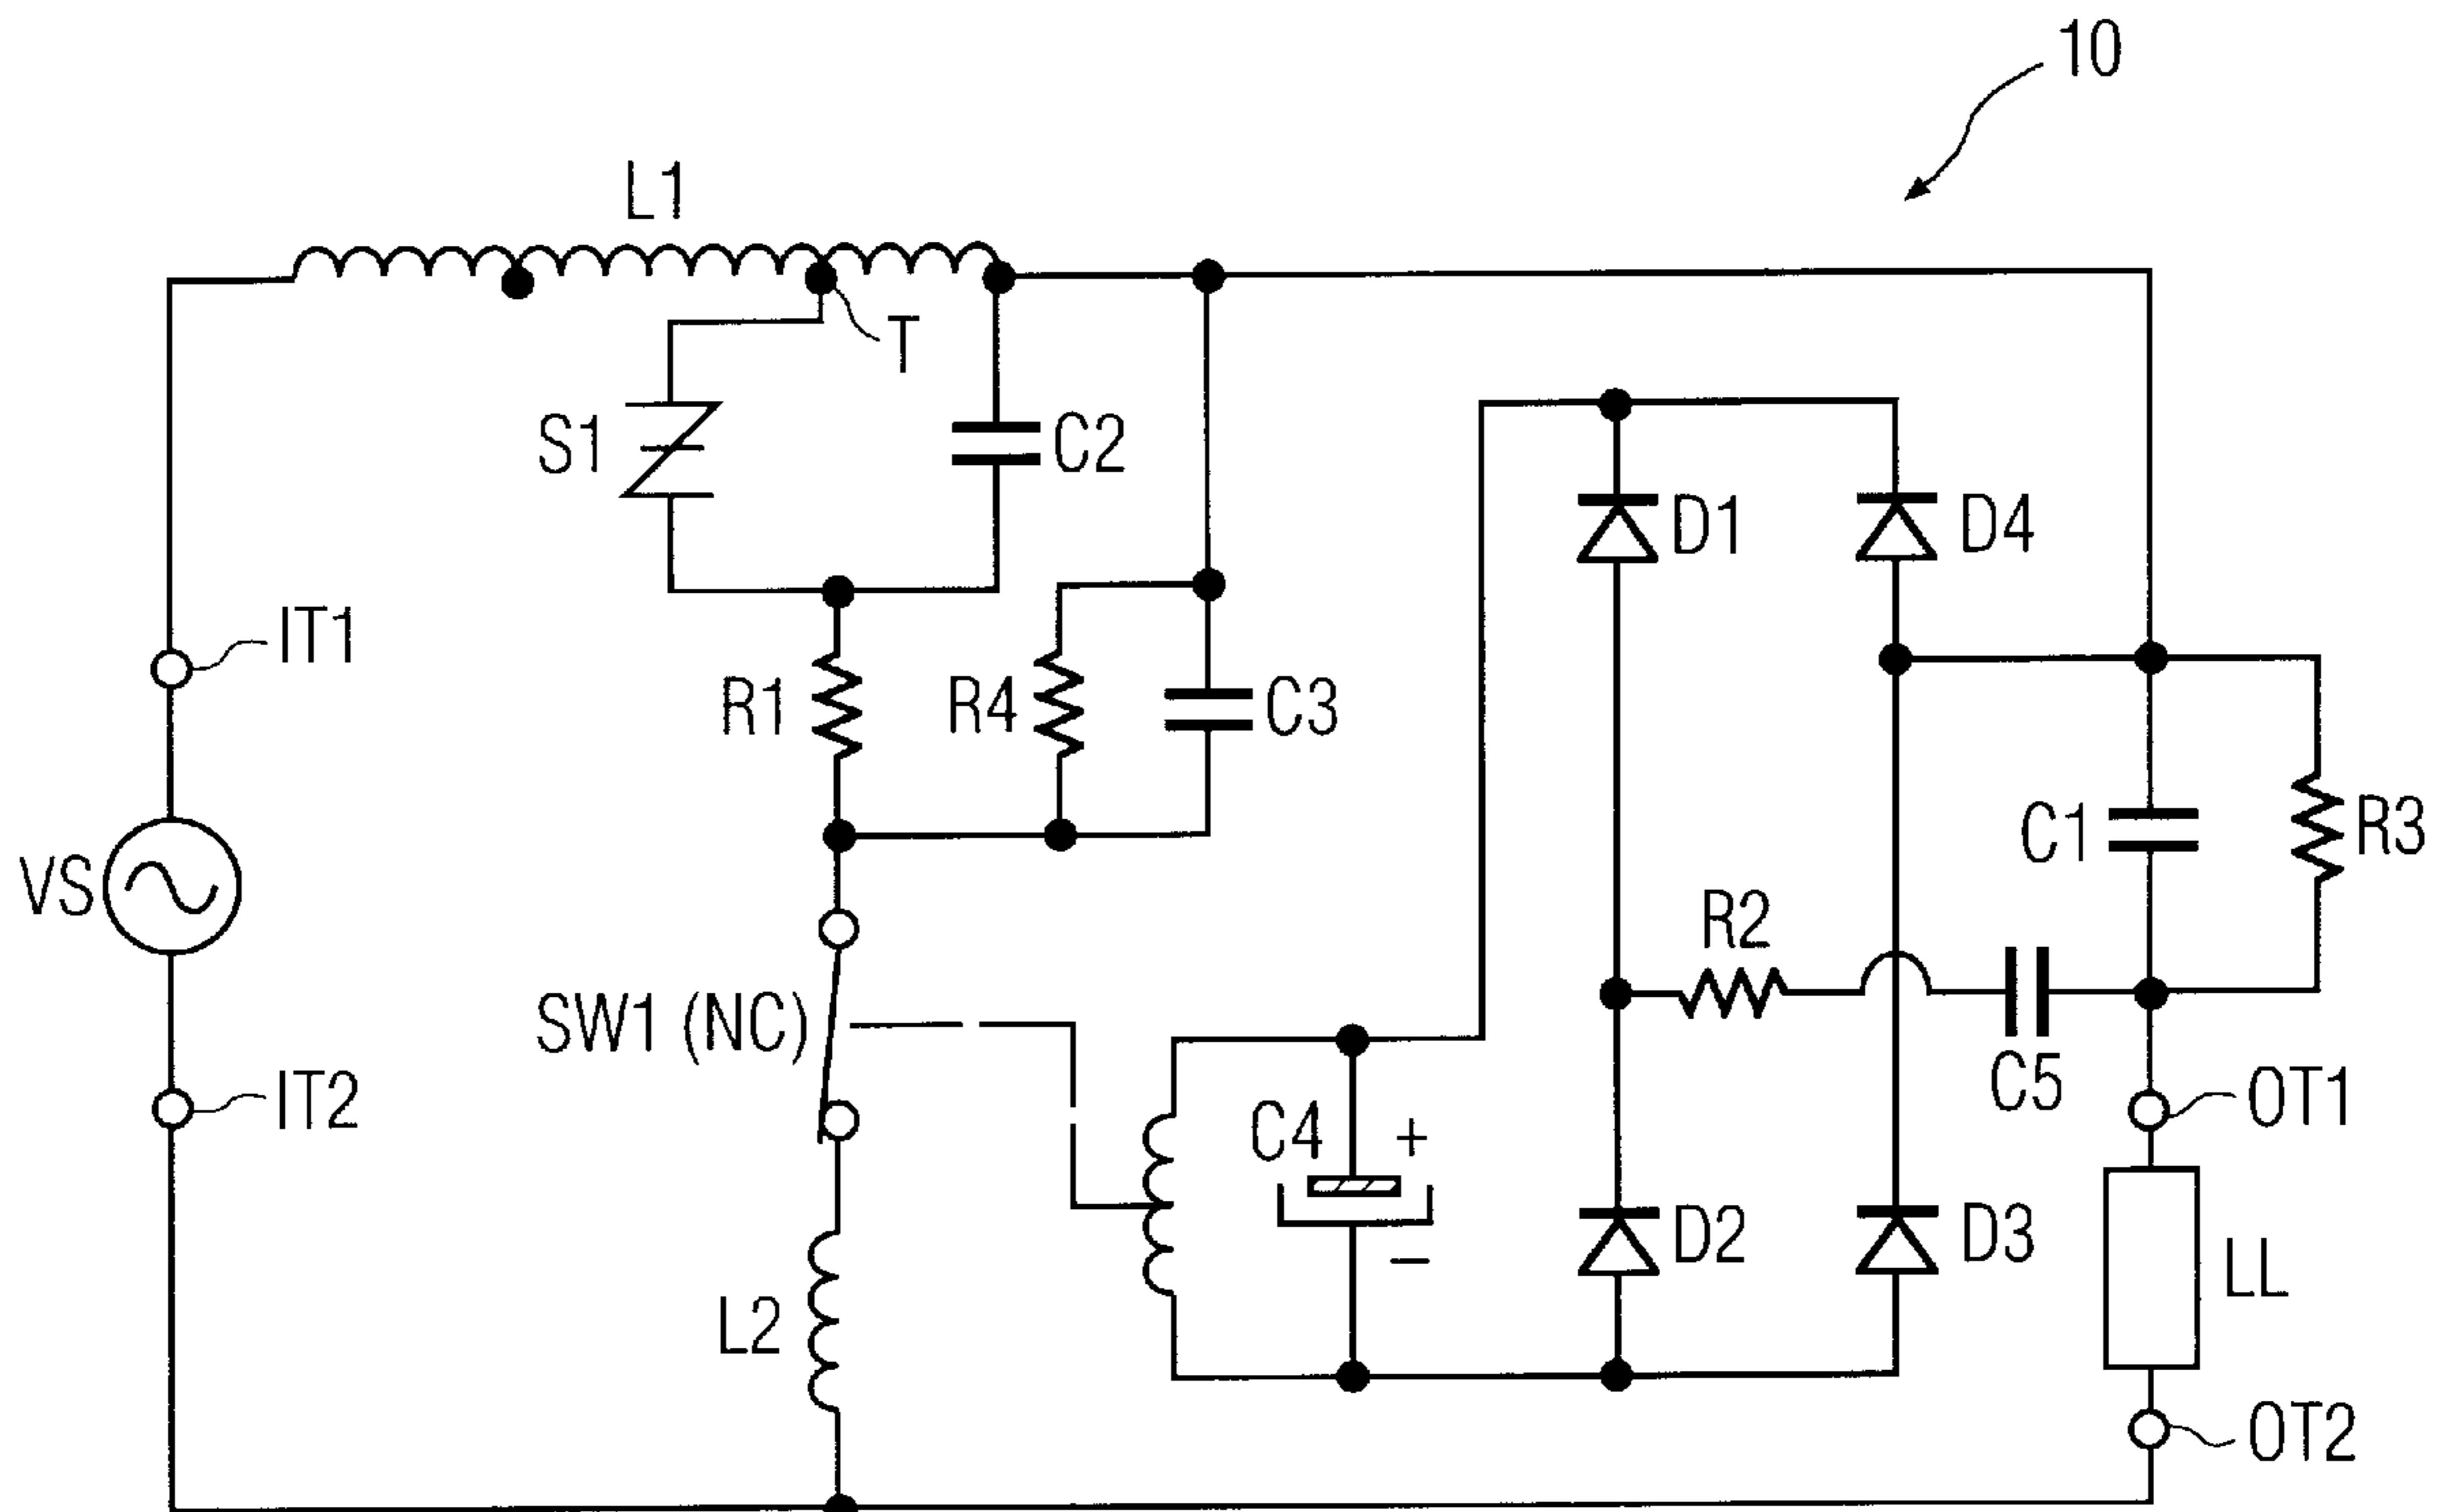 10
L1
T
S1
C2
D1
D4
IT1
R1
R4
C3
C1
R3
VS
R2
SW1 (NC)
C5
IT2
OT1
C4
+
D2
D3
LL
−
L2
OT2